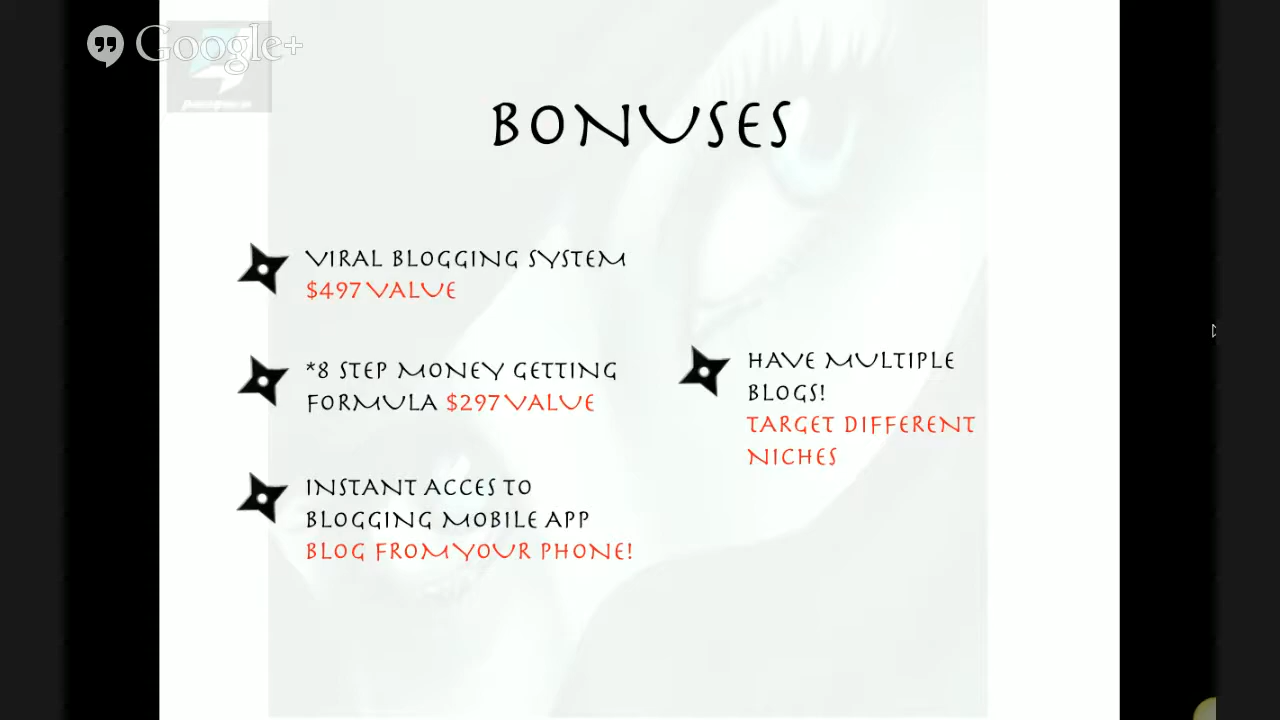 Google+
BONUSES
VIRAL BLOGGING SYSTEM
$497 VALUE
*8 STEP MONEY GETTING
FORMULA $297 VALUE
INSTANT ACCES TO
BLOGGING MOBILE APP
BLOG FROM YOUR PHONE!
HAVE MULTIPLE
BLOGS!
TARGET DIFFERENT
NICHES